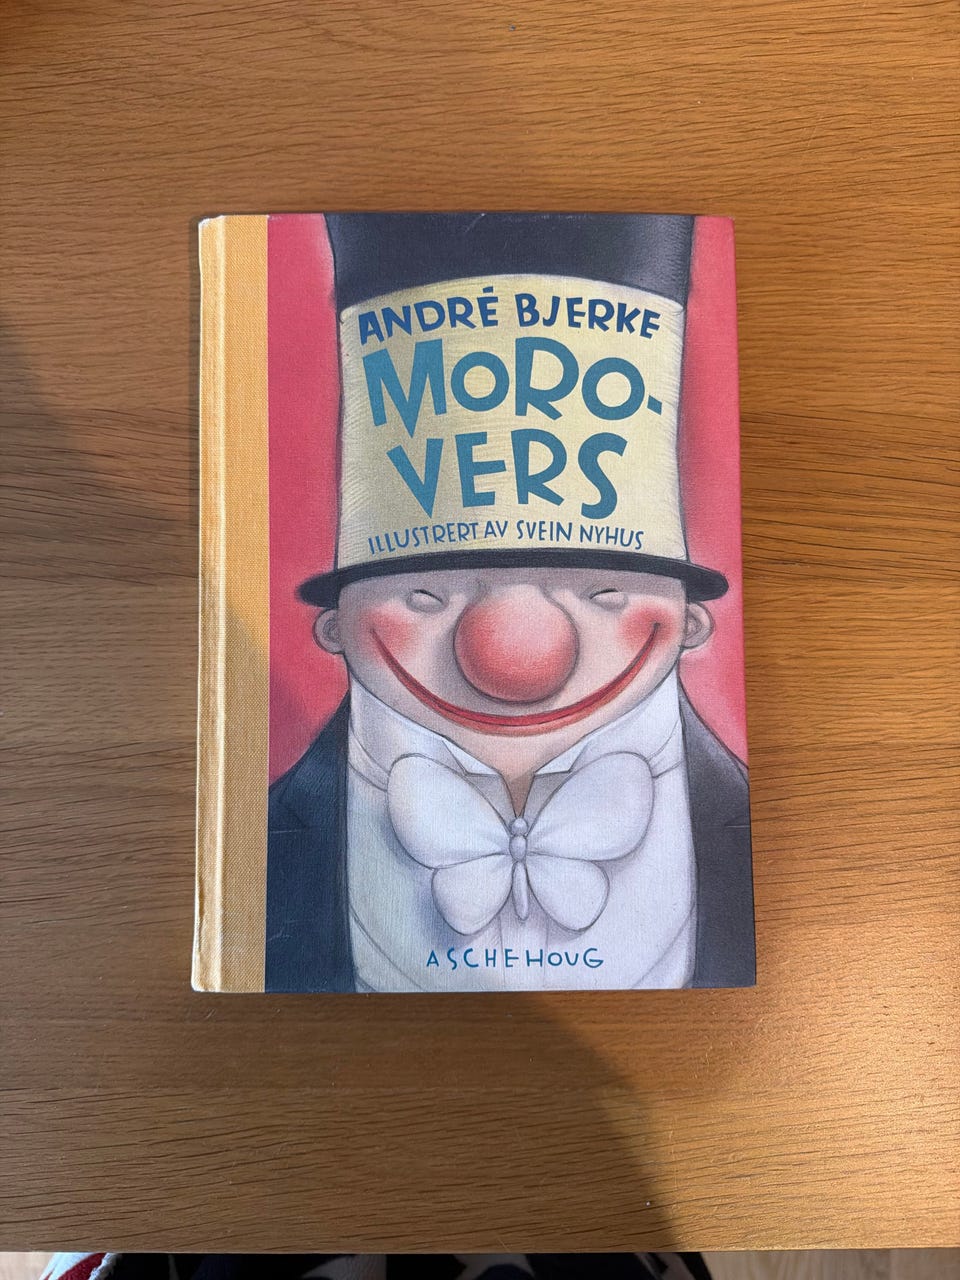 ANDRÉ BJERKE
MORO-
VERS
ILLUSTRERT AV SVEIN NYHUS
ASCHEHOUG